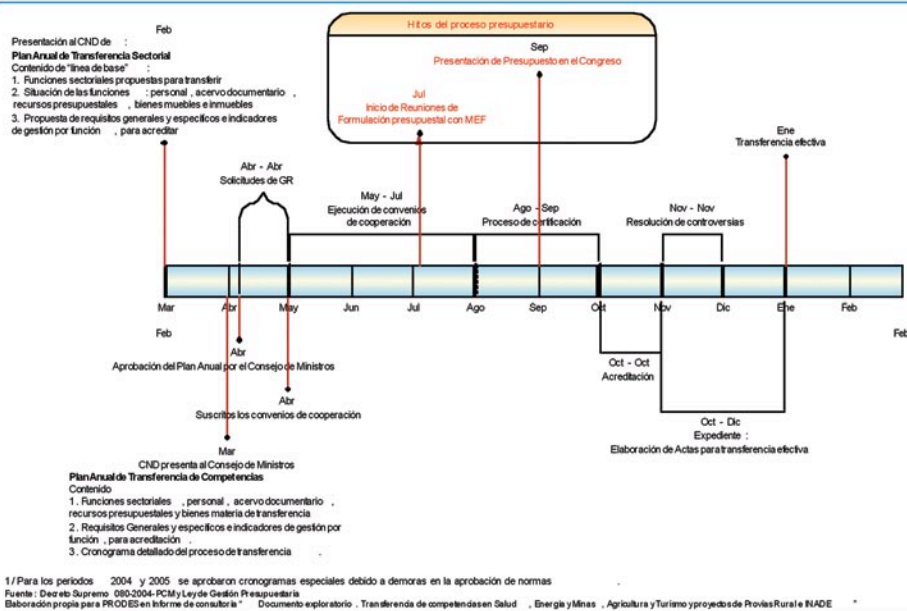 Feb
Presentación al CND de :
Plan Anual de Transferencia Sectorial
Contenido de "linea de base" :
1. Funciones sectoriales propuestas para transferir
2. Situación de las funciones : personal , acervo documentario ,
recursos presupuestales , bienes muebles e inmuebles
3. Propuesta de requisitos generales y específicos e indicadores
de gestión por función , para acreditar
Hitos del proceso presupuestario
Sep
Presentación de Presupuesto en el Congreso
Jul
Inicio de Reuniones de
Formulación presupuestal con MEF
Ene
Transferencia efectiva
Abr - Abr
Solicitudes de GR
May - Jul
Ejecución de convenios
de cooperación
Ago - Sep
Proceso de certificación
Nov - Nov
Resolución de controversias
Mar Abr May Jun Jul Ago Sep Oct Nov Dic Ene Feb
Feb Feb
Abr
Aprobación del Plan Anual por el Consejo de Ministros
Oct - Oct
Acreditación
Abr
Suscritos los convenios de cooperación
Oct - Dic
Expediente :
Elaboración de Actas para transferencia efectiva
Mar
CND presenta al Consejo de Ministros
Plan Anual de Transferencia de Competencias
Contenido
1 . Funciones sectoriales , personal , acervo documentario ,
recursos presupuestales y bienes materia de transferencia
2 . Requisitos Generales y específicos e indicadores de gestión por
función , para acreditación .
3 . Cronograma detallado del proceso de transferencia .
1/ Para los periodos 2004 y 2005 se aprobaron cronogramas especiales debido a demoras en la aprobación de normas .
Fuente : Decreto Supremo 080-2004-PCM y Ley de Gestión Presupuestaria
Elaboración propia para PRODES en Informe de consultoría " Documento exploratorio . Transferencia de competencias en Salud , Energía y Minas , Agricultura y Turismo y proyectos de Provias Rural e INADE "